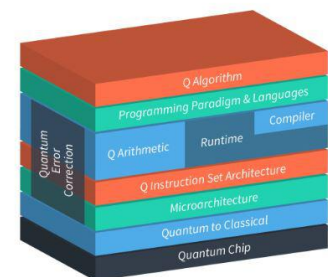 Q Algorithm
Programming Paradigm & Languages
Quantum
Error
Correction
Q Arithmetic
Runtime
Compiler
Q Instruction Set Architecture
Microarchitecture
Quantum to Classical
Quantum Chip